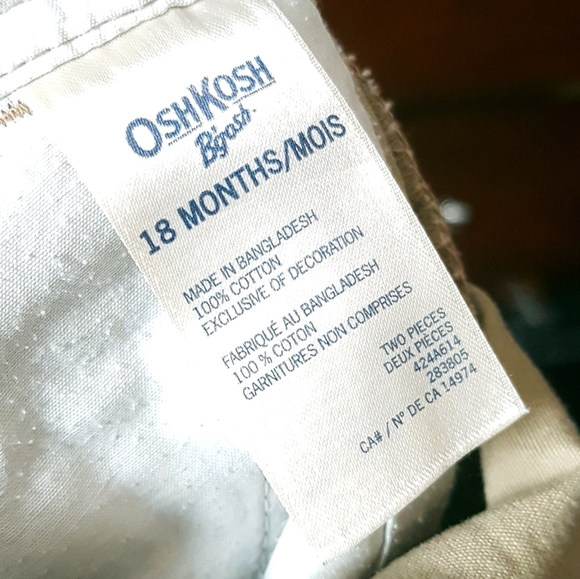 OSHKOSH
B'gosh.
18 MONTHS/MOIS
MADE IN BANGLADESH
100% COTTON
EXCLUSIVE OF DECORATION
FABRIQUÉ AU BANGLADESH
100 % COTON
GARNITURES NON COMPRISES
TWO PIECES
DEUX PIÈCES
424A614
283805
CA# / N° DE CA 14974